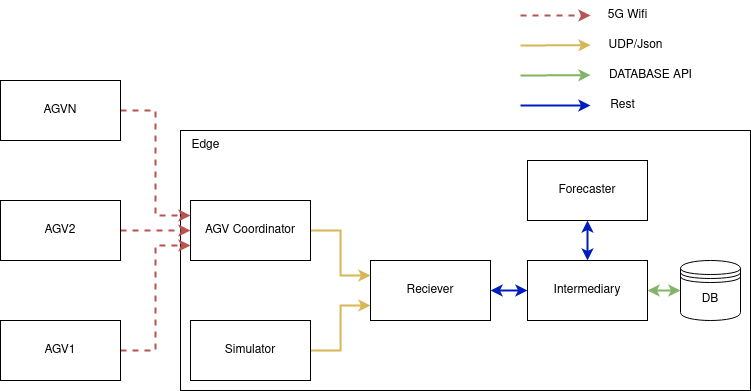 5G Wifi
UDP/Json
DATABASE API
Rest
AGVN
Edge
Forecaster
AGV2
AGV Coordinator
Reciever
Intermediary
DB
AGV1
Simulator